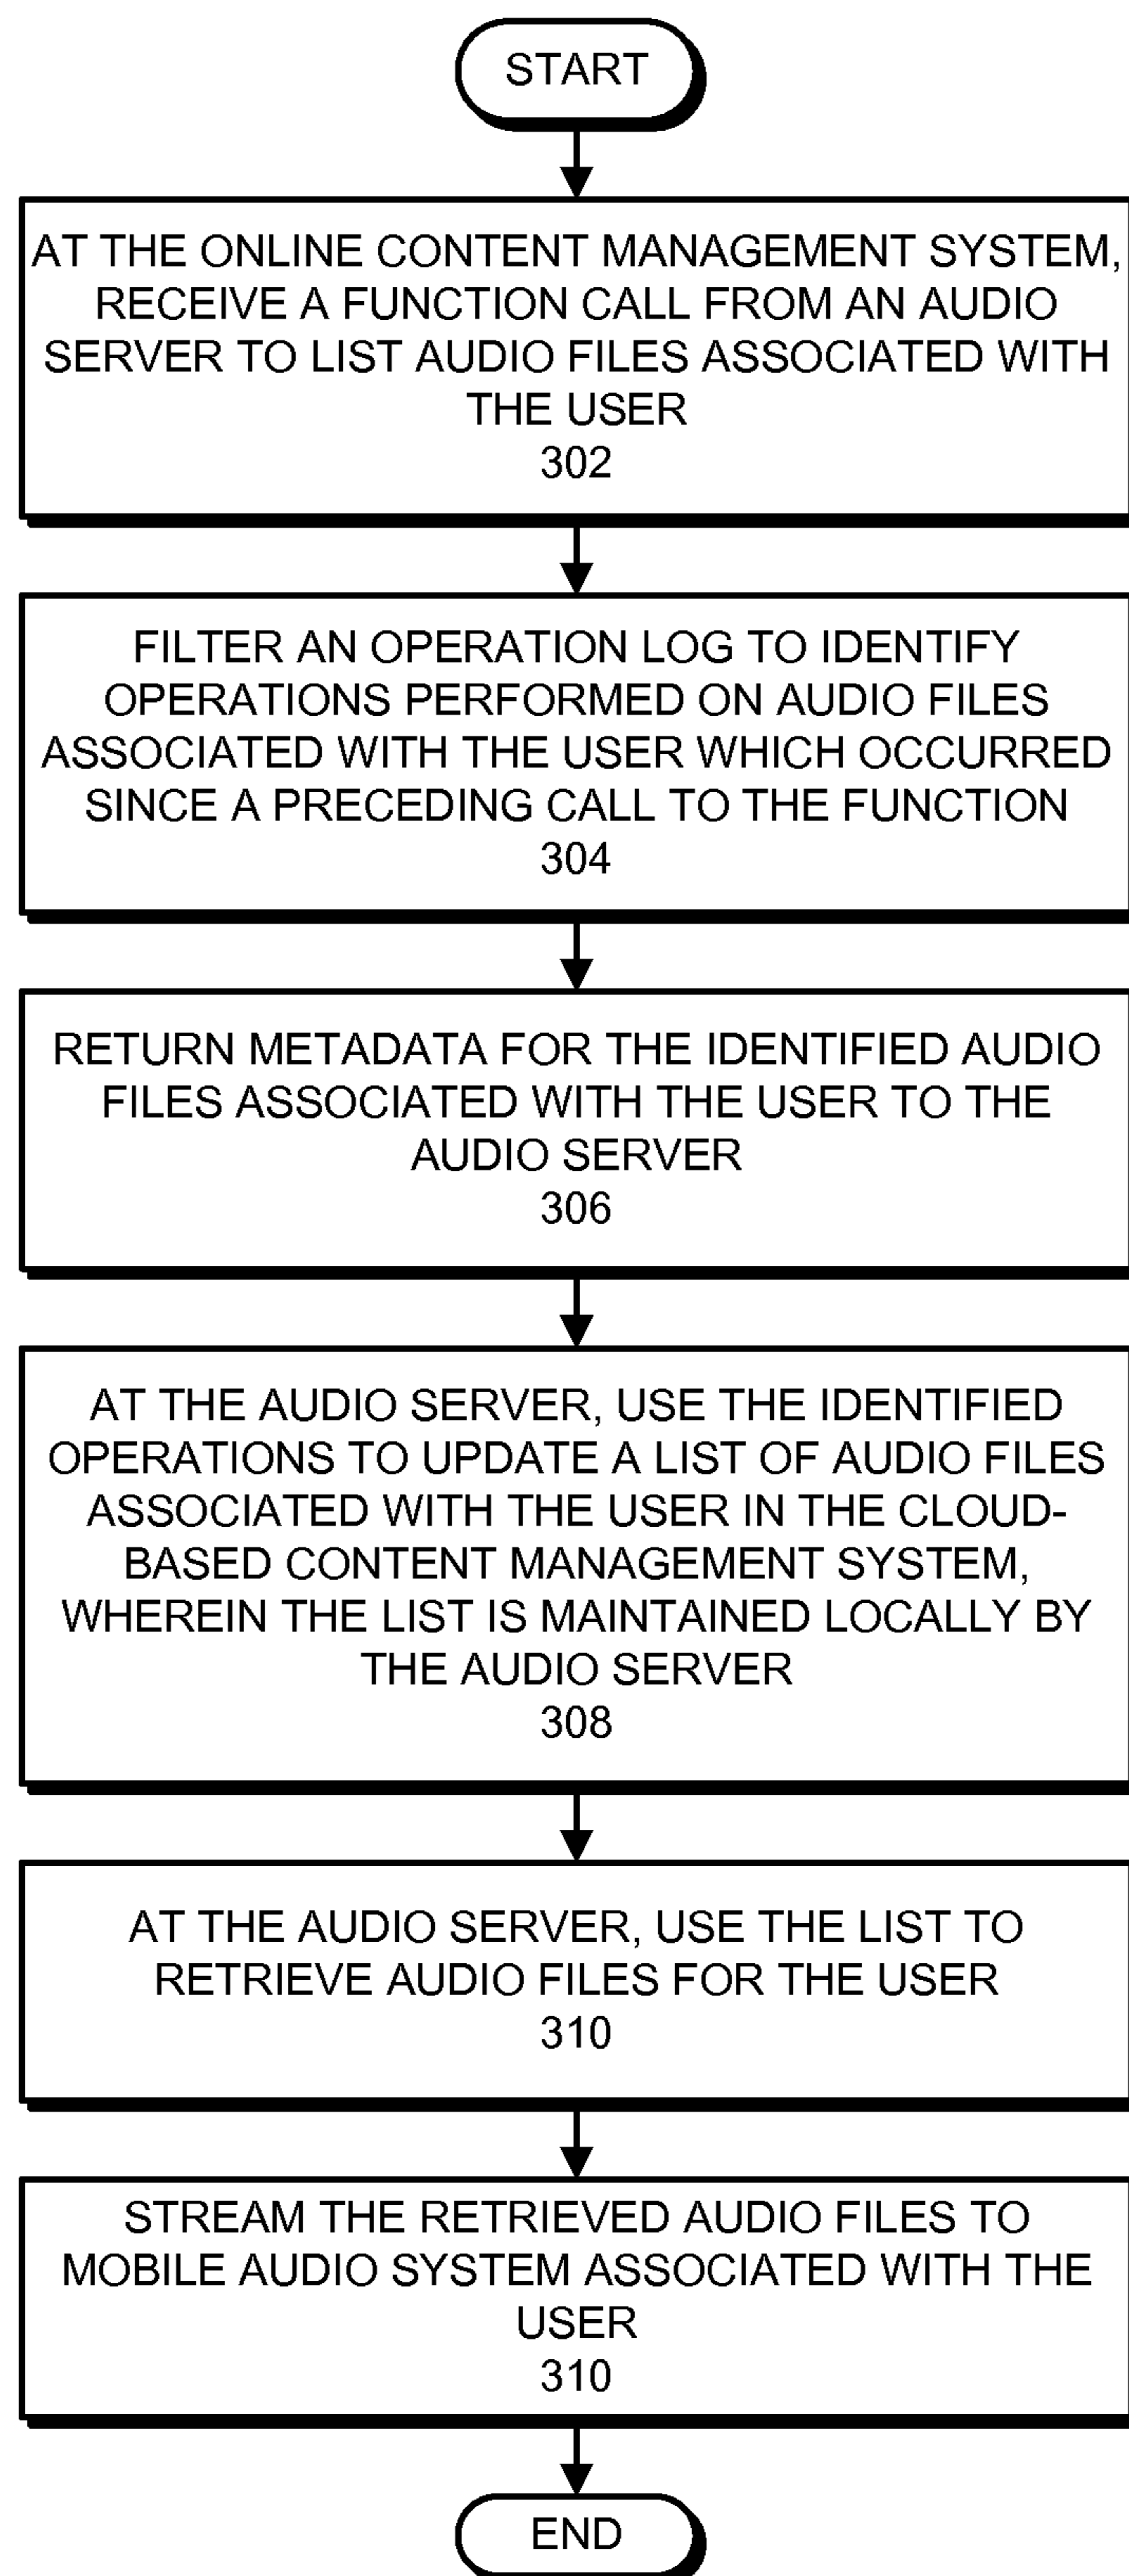 START
AT THE ONLINE CONTENT MANAGEMENT SYSTEM,
RECEIVE A FUNCTION CALL FROM AN AUDIO
SERVER TO LIST AUDIO FILES ASSOCIATED WITH
THE USER
302
FILTER AN OPERATION LOG TO IDENTIFY
OPERATIONS PERFORMED ON AUDIO FILES
ASSOCIATED WITH THE USER WHICH OCCURRED
SINCE A PRECEDING CALL TO THE FUNCTION
304
RETURN METADATA FOR THE IDENTIFIED AUDIO
FILES ASSOCIATED WITH THE USER TO THE
AUDIO SERVER
306
AT THE AUDIO SERVER, USE THE IDENTIFIED
OPERATIONS TO UPDATE A LIST OF AUDIO FILES
ASSOCIATED WITH THE USER IN THE CLOUD-
BASED CONTENT MANAGEMENT SYSTEM,
WHEREIN THE LIST IS MAINTAINED LOCALLY BY
THE AUDIO SERVER
308
AT THE AUDIO SERVER, USE THE LIST TO
RETRIEVE AUDIO FILES FOR THE USER
310
STREAM THE RETRIEVED AUDIO FILES TO
MOBILE AUDIO SYSTEM ASSOCIATED WITH THE
USER
310
END